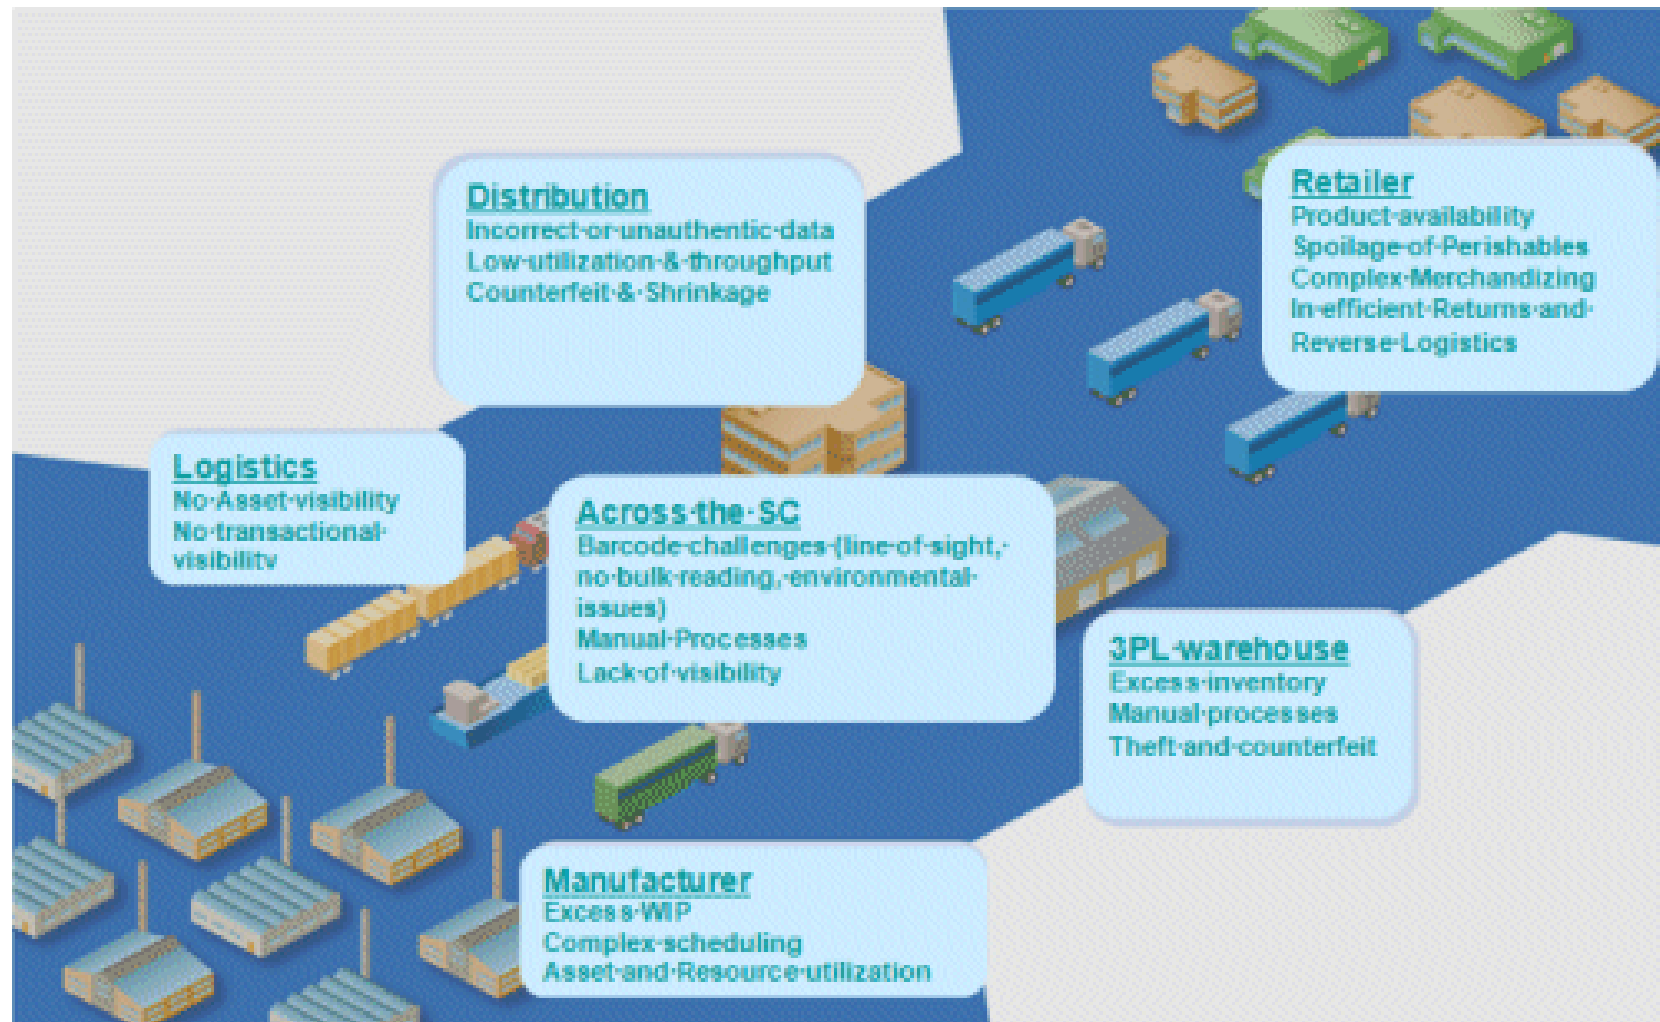 Distribution
Incorrect or unauthentic data
Low utilization & throughput
Counterfeit & Shrinkage
Retailer
Product availability
Spoilage of Perishables
Complex Merchandizing
In-efficient Returns and
Reverse Logistics
Logistics
No Asset visibility
No transactional
visibility
Across the SC
Barcode challenges (line of sight,
no bulk reading, environmental
issues)
Manual Processes
Lack of visibility
3PL warehouse
Excess inventory
Manual processes
Theft and counterfeit
Manufacturer
Excess WIP
Complex scheduling
Asset and Resource utilization